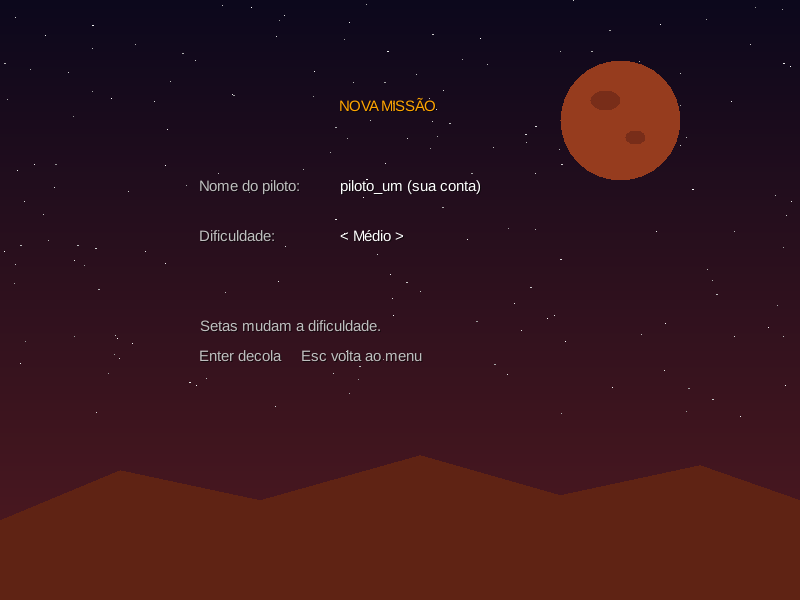 NOVA MISSÃO
Nome do piloto: piloto_um (sua conta)
Dificuldade: < Médio >
Setas mudam a dificuldade.
Enter decola Esc volta ao menu